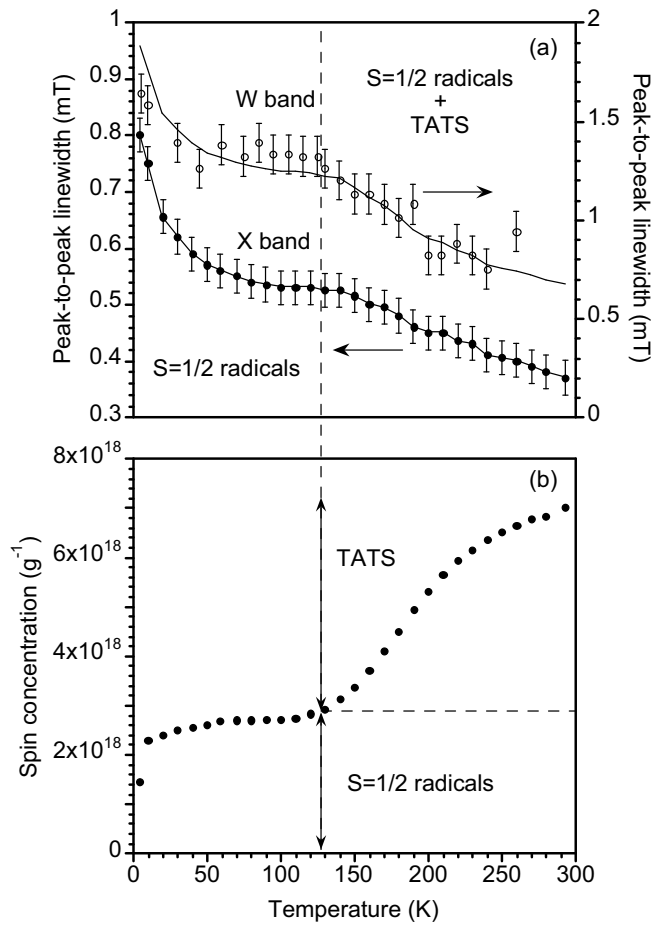 1
2
(a)
0.9
S=1/2 radicals
+
TATS
W band
0.8
1.5
0.7
X band
0.6
1
0.5
0.5
0.4
S=1/2 radicals
0.3
0
Peak-to-peak linewidth (mT)
Peak-to-peak linewidth (mT)
8x10^18
(b)
TATS
6x10^18
4x10^18
2x10^18
S=1/2 radicals
0
Spin concentration (g^-1)
0 50 100 150 200 250 300
Temperature (K)